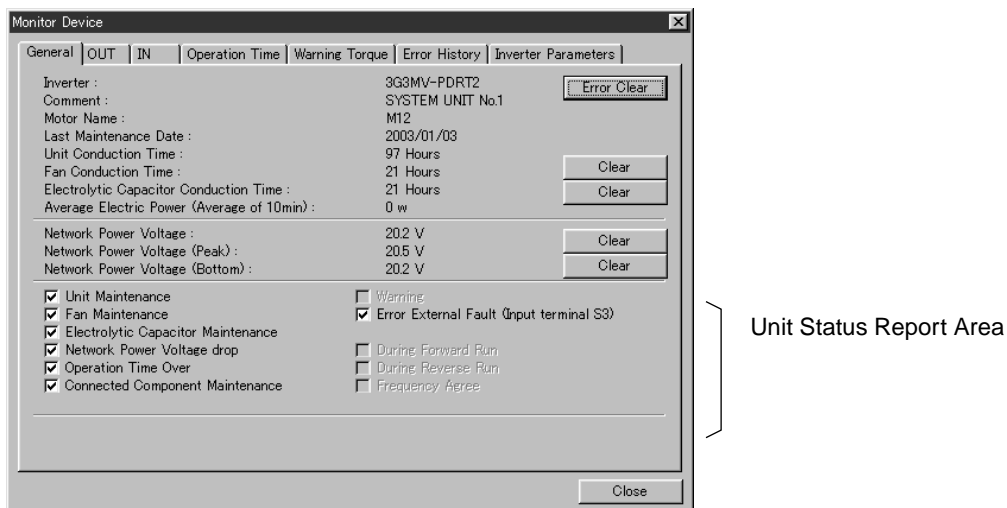 Monitor Device
General OUT IN Operation Time Warning Torque Error History Inverter Parameters
Inverter : 3G3MV-PDRT2 Error Clear
Comment : SYSTEM UNIT No.1
Motor Name : M12
Last Maintenance Date : 2003/01/03
Unit Conduction Time : 97 Hours
Fan Conduction Time : 21 Hours Clear
Electrolytic Capacitor Conduction Time : 21 Hours Clear
Average Electric Power (Average of 10min) : 0 w
Network Power Voltage : 20.2 V Clear
Network Power Voltage (Peak) : 20.5 V
Network Power Voltage (Bottom) : 20.2 V Clear
Unit Maintenance Warning
Fan Maintenance Error External Fault (Input terminal S3)
Electrolytic Capacitor Maintenance
Network Power Voltage drop During Forward Run
Operation Time Over During Reverse Run
Connected Component Maintenance Frequency Agree
Unit Status Report Area
Close